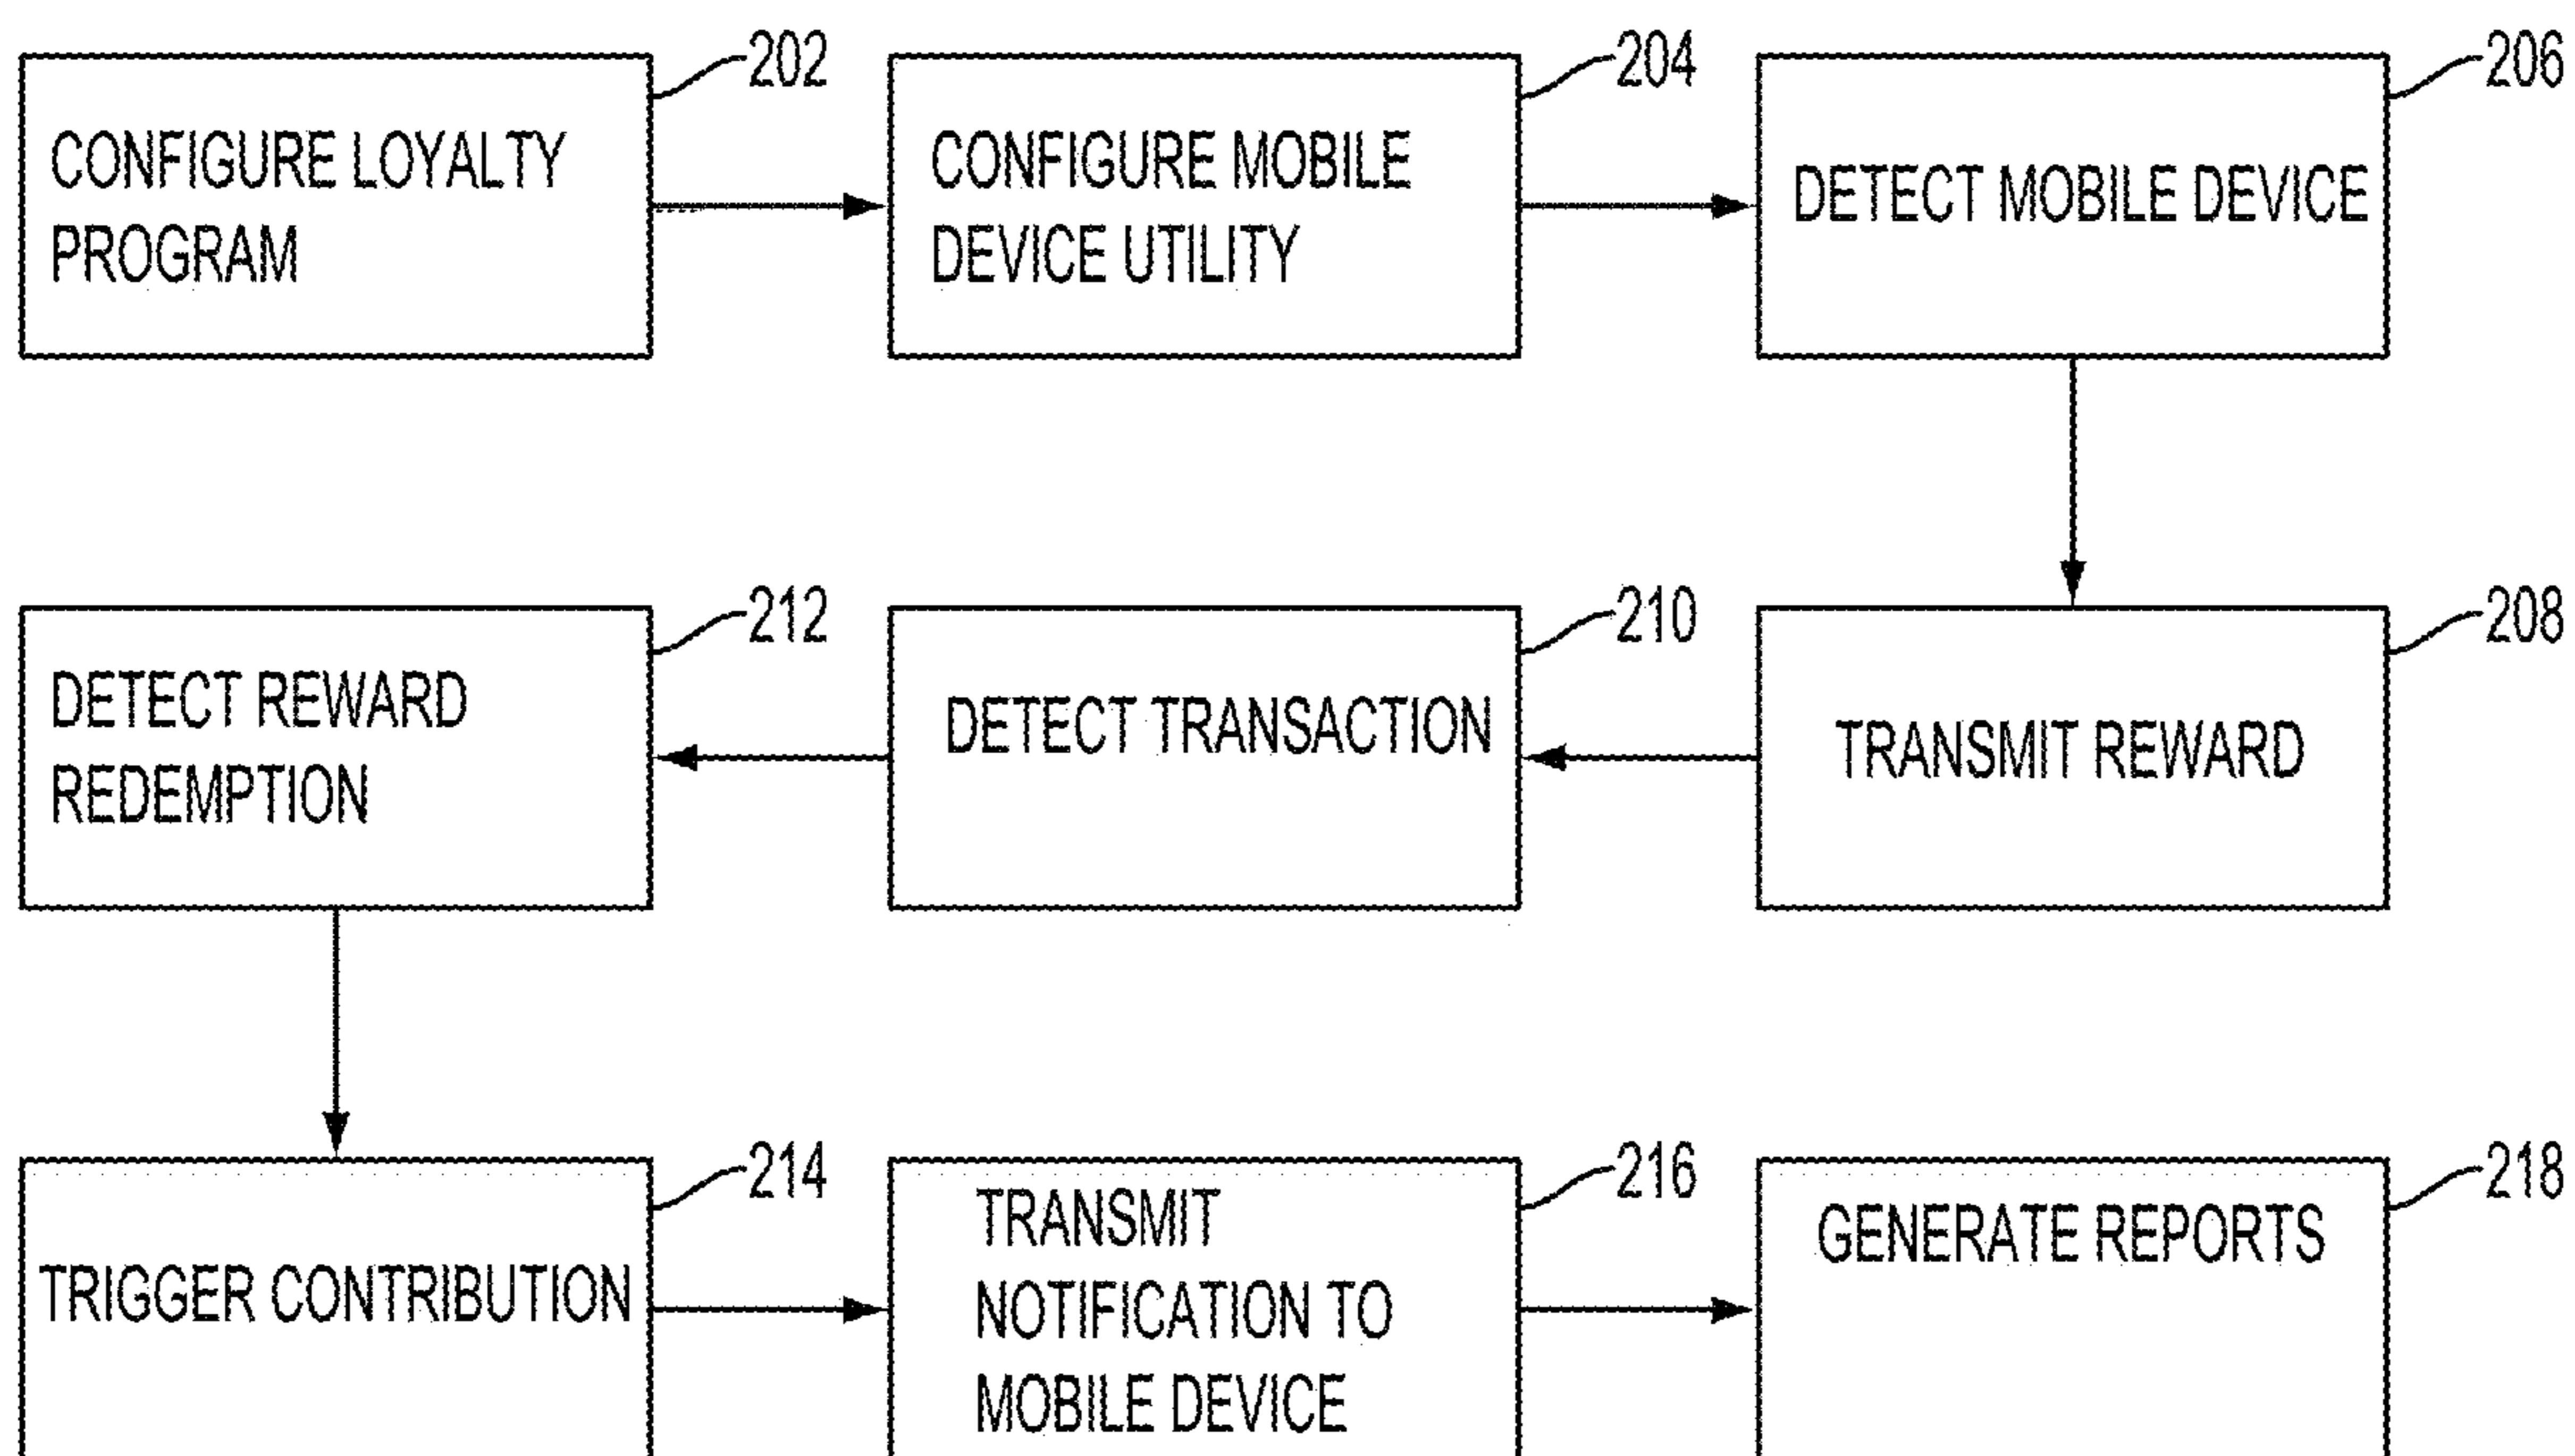 202
CONFIGURE LOYALTY
PROGRAM
204
CONFIGURE MOBILE
DEVICE UTILITY
206
DETECT MOBILE DEVICE
208
TRANSMIT REWARD
210
DETECT TRANSACTION
212
DETECT REWARD
REDEMPTION
214
TRIGGER CONTRIBUTION
216
TRANSMIT
NOTIFICATION TO
MOBILE DEVICE
218
GENERATE REPORTS